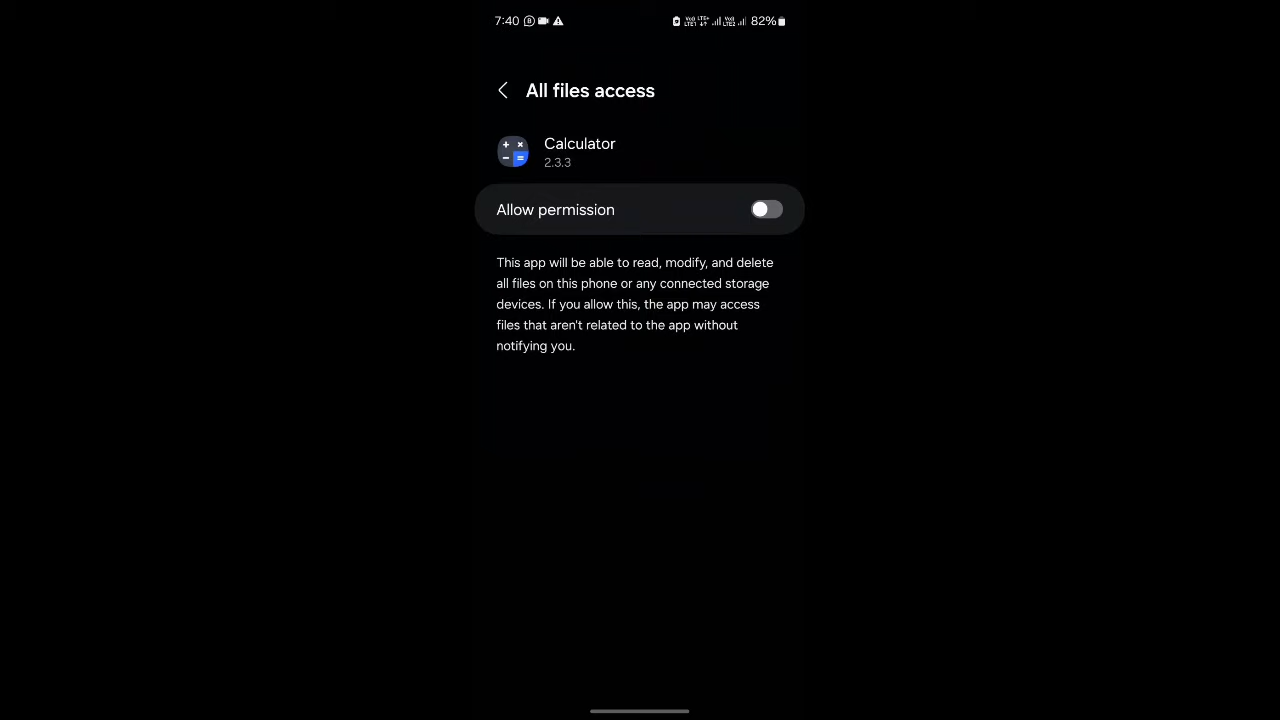 7:40 82%
All files access
Calculator
2.3.3
Allow permission
This app will be able to read, modify, and delete
all files on this phone or any connected storage
devices. If you allow this, the app may access
files that aren't related to the app without
notifying you.